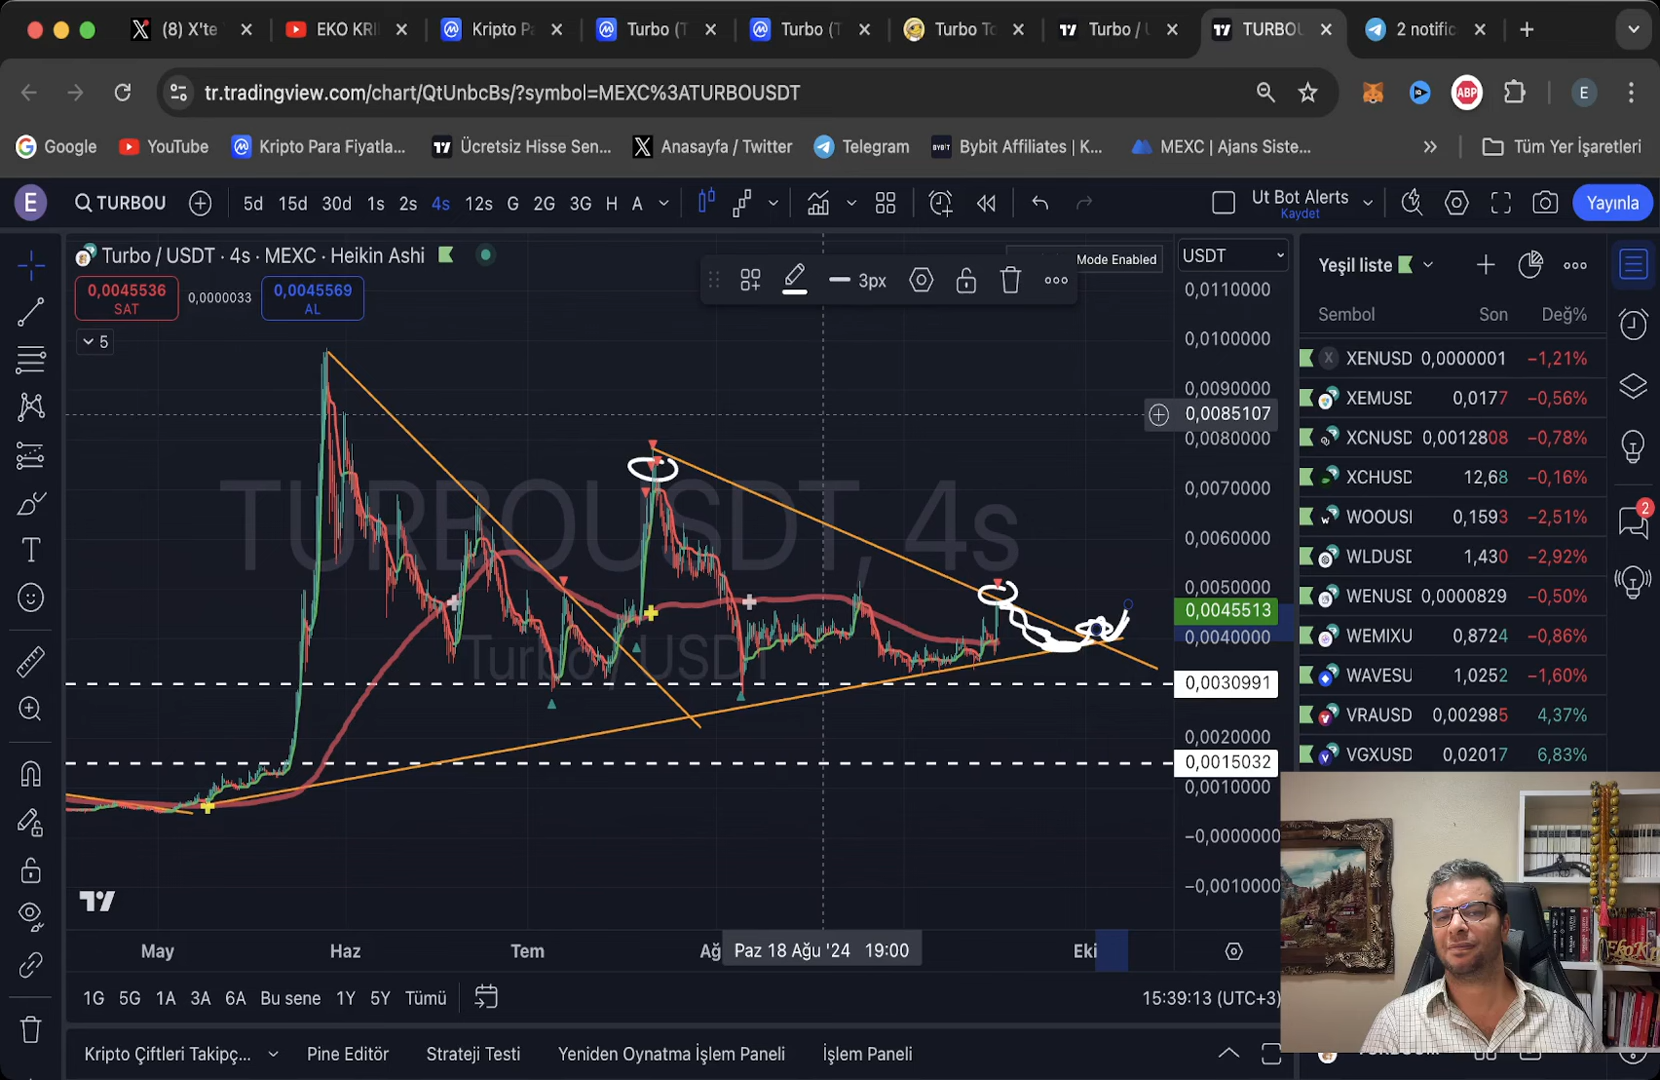 (8) X'te
EKO KRİ
Kripto Pa
Turbo (T
Turbo (T
Turbo To
Turbo / U
TURBOU
2 notific
tr.tradingview.com/chart/QtUnbcBs/?symbol=MEXC%3ATURBOUSDT
ABP
E
Google
YouTube
Kripto Para Fiyatla...
Ücretsiz Hisse Sen...
Anasayfa / Twitter
Telegram
BYBIT
Bybit Affiliates | K...
MEXC | Ajans Siste...
Tüm Yer İşaretleri
E
TURBOU
5d 15d 30d 1s 2s 4s 12s G 2G 3G H A
Ut Bot Alerts
Kaydet
Yayınla
Turbo / USDT · 4s · MEXC · Heikin Ashi
Mode Enabled
USDT
0,0045536
SAT
0,0000033
0,0045569
AL
3px
5
TURBOUSDT, 4s
Turbo / USDT
0,0110000
0,0100000
0,0090000
0,0085107
0,0080000
0,0070000
0,0060000
0,0050000
0,0045513
0,0040000
0,0030991
0,0020000
0,0015032
0,0010000
−0,0000000
−0,0010000
May
Haz
Tem
Ağ
Paz 18 Ağu '24 19:00
Eki
1G 5G 1A 3A 6A Bu sene 1Y 5Y Tümü
15:39:13 (UTC+3)
Kripto Çiftleri Takipç...
Pine Editör
Strateji Testi
Yeniden Oynatma İşlem Paneli
İşlem Paneli
Yeşil liste
Sembol Son Değ%
XENUSD 0,0000001 −1,21%
XEMUSD 0,0177 −0,56%
XCNUSD 0,0012808 −0,78%
XCHUSD 12,68 −0,16%
WOOUSI 0,1593 −2,51%
WLDUSD 1,430 −2,92%
WENUSD 0,0000829 −0,50%
WEMIXU 0,8724 −0,86%
WAVESU 1,0252 −1,60%
VRAUSD 0,002985 4,37%
VGXUSD 0,02017 6,83%
2